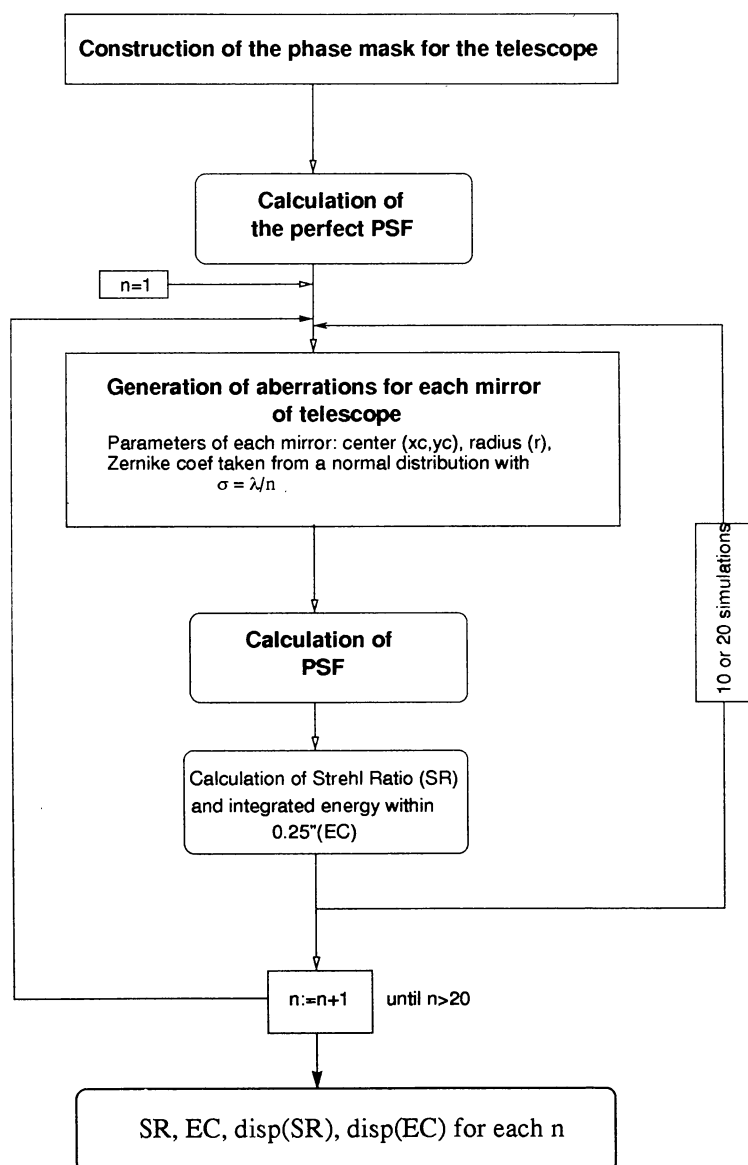 Construction of the phase mask for the telescope
Calculation of
the perfect PSF
n=1
Generation of aberrations for each mirror
of telescope
Parameters of each mirror: center (xc,yc), radius (r),
Zernike coef taken from a normal distribution with
σ = λ/n
10 or 20 simulations
Calculation of
PSF
Calculation of Strehl Ratio (SR)
and integrated energy within
0.25"(EC)
n:=n+1
until n>20
SR, EC, disp(SR), disp(EC) for each n